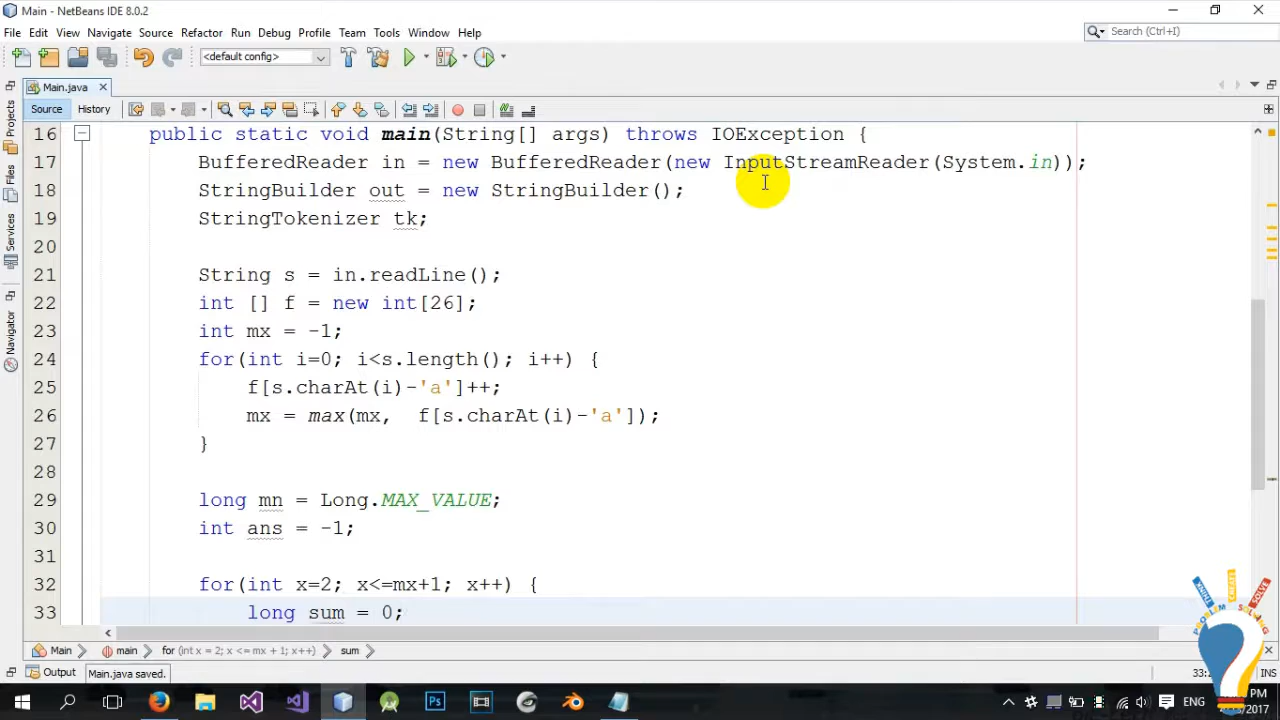 Main - NetBeans IDE 8.0.2
File Edit View Navigate Source Refactor Run Debug Profile Team Tools Window Help
Search (Ctrl+I)
<default config>
Main.java
Source History
Projects
Files
Services
Navigator
16 public static void main(String[] args) throws IOException {
17 BufferedReader in = new BufferedReader(new InputStreamReader(System.in));
18 StringBuilder out = new StringBuilder();
19 StringTokenizer tk;
20
21 String s = in.readLine();
22 int [] f = new int[26];
23 int mx = -1;
24 for(int i=0; i<s.length(); i++) {
25 f[s.charAt(i)-'a']++;
26 mx = max(mx,  f[s.charAt(i)-'a']);
27 }
28
29 long mn = Long.MAX_VALUE;
30 int ans = -1;
31
32 for(int x=2; x<=mx+1; x++) {
33 long sum = 0;
Main main for (int x = 2; x <= mx + 1; x++) sum
Output Main.java saved.
INS
ENG
THINK
CRAFT
SOLVE
PROBLEM SOLVING